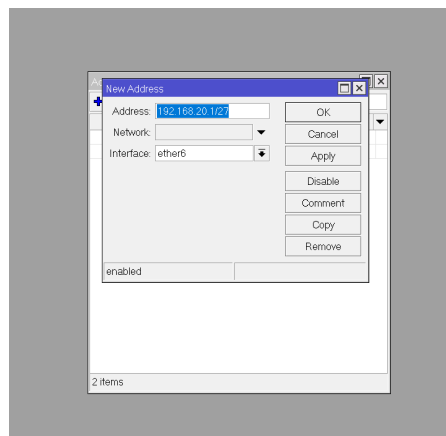 New Address
Address: 192.168.20.1/27
OK
Network:
Cancel
Interface: ether6
Apply
Disable
Comment
Copy
Remove
enabled
2 items